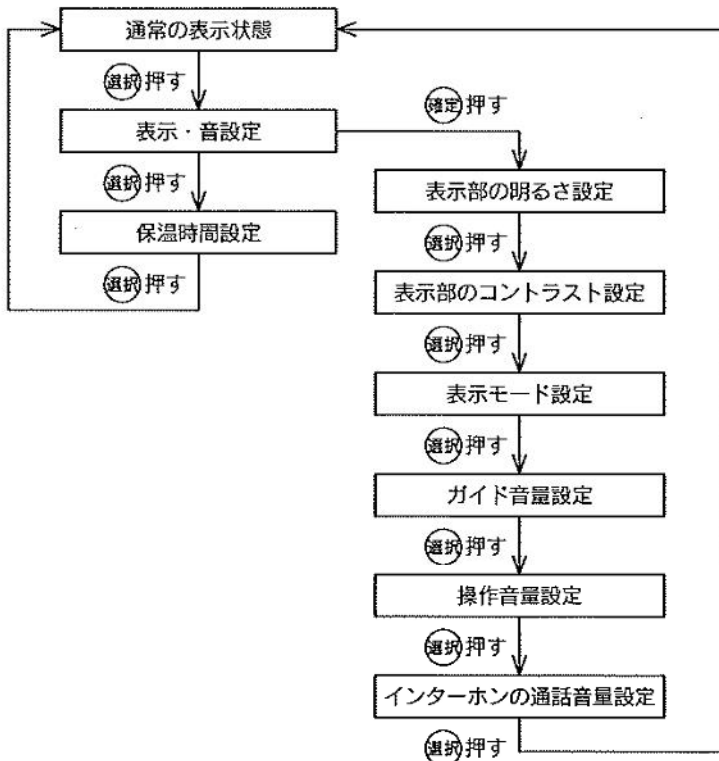 通常の表示状態
選択押す
表示・音設定
確定押す
選択押す
表示部の明るさ設定
保温時間設定
選択押す
選択押す
表示部のコントラスト設定
選択押す
表示モード設定
選択押す
ガイド音量設定
選択押す
操作音量設定
選択押す
インターホンの通話音量設定
選択押す